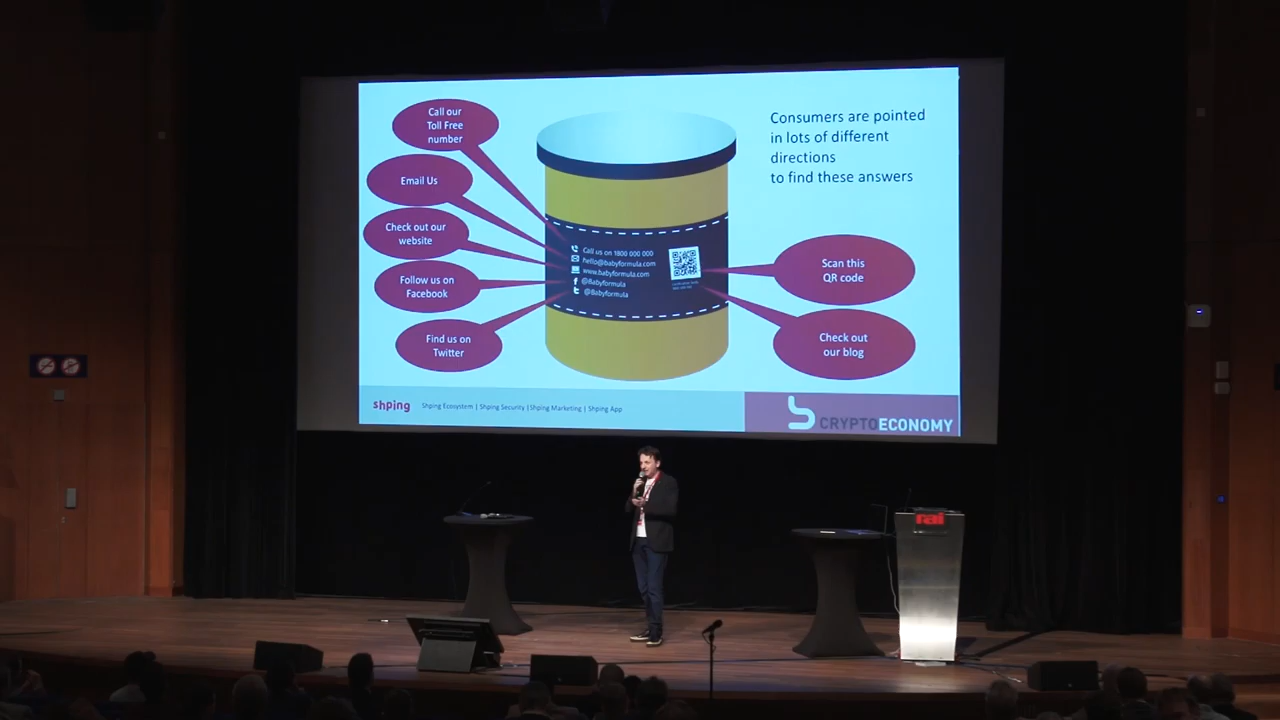 Call our
Toll Free
number
Email Us
Check out our
website
Follow us on
Facebook
Find us on
Twitter
Call us on 1800 000 000
hello@babyformula.com
www.babyformula.com
@Babyformula
@Babyformula
Consumers are pointed
in lots of different
directions
to find these answers
Scan this
QR code
Check out
our blog
shping
Shping Ecosystem | Shping Security |Shping Marketing | Shping App
CRYPTOECONOMY
rai